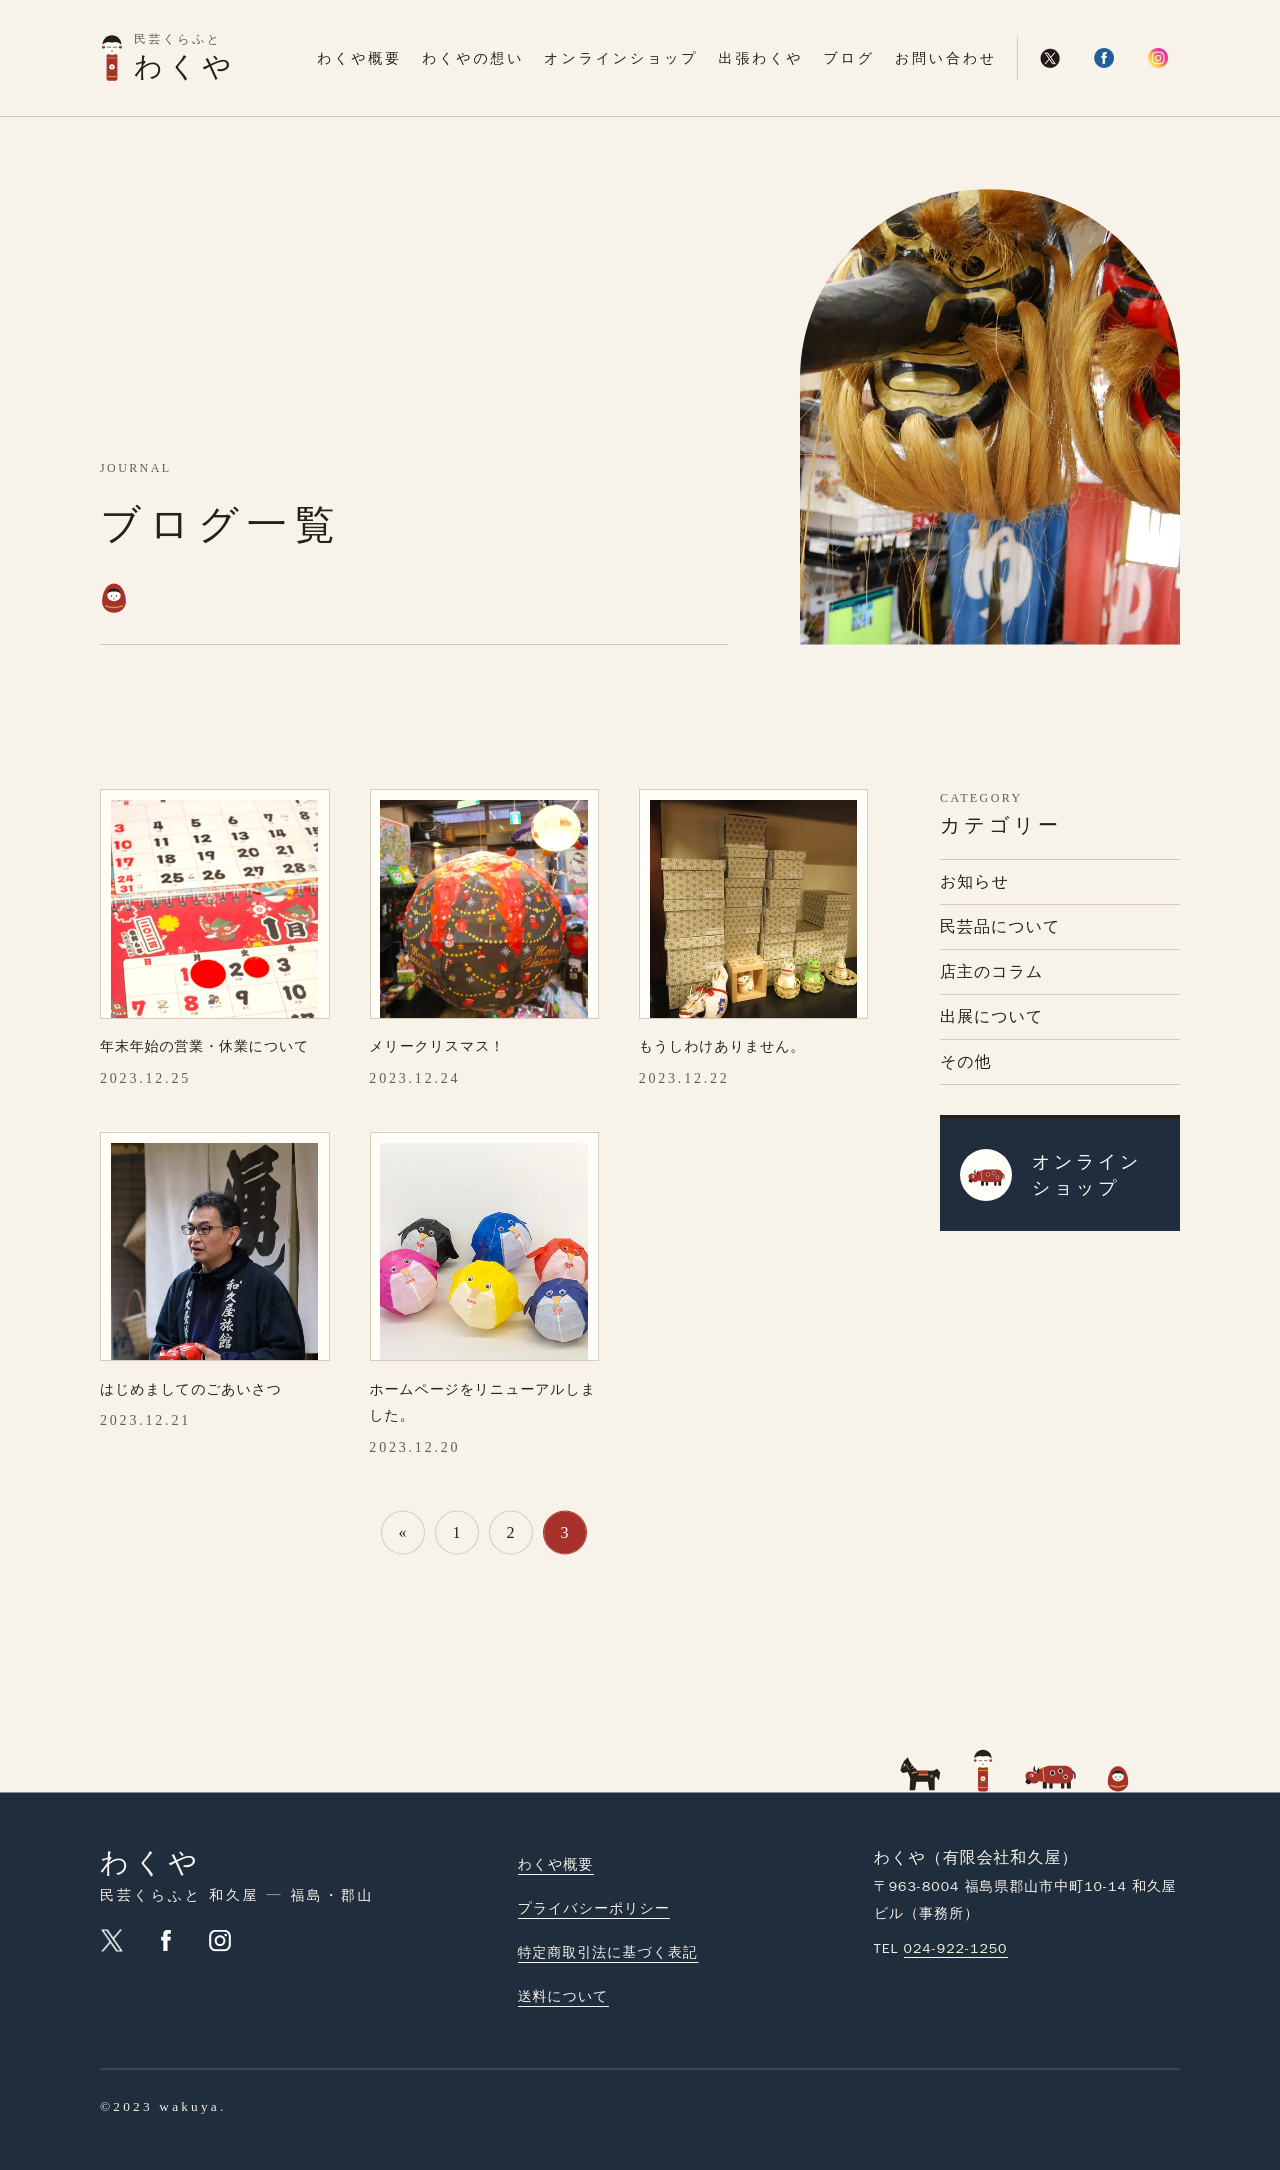 民芸くらふと
わくや
わくや概要 わくやの想い オンラインショップ 出張わくや ブログ お問い合わせ
JOURNAL
ブログ一覧
年末年始の営業・休業について
2023.12.25
メリークリスマス！
2023.12.24
もうしわけありません。
2023.12.22
はじめましてのごあいさつ
2023.12.21
ホームページをリニューアルしま
した。
2023.12.20
« 1 2 3
CATEGORY
カテゴリー
お知らせ
民芸品について
店主のコラム
出展について
その他
オンライン
ショップ
和久屋旅館
1月
Merry Christmas
わくや
民芸くらふと 和久屋 — 福島・郡山
わくや概要
プライバシーポリシー
特定商取引法に基づく表記
送料について
わくや（有限会社和久屋）
〒963-8004 福島県郡山市中町10-14 和久屋
ビル（事務所）
TEL 024-922-1250
©2023 wakuya.